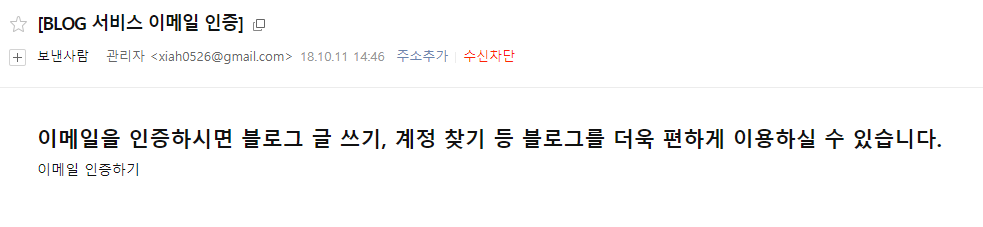 [BLOG 서비스 이메일 인증]
보낸사람 관리자 <xiah0526@gmail.com> 18.10.11 14:46 주소추가 수신차단
이메일을 인증하시면 블로그 글 쓰기, 계정 찾기 등 블로그를 더욱 편하게 이용하실 수 있습니다.
이메일 인증하기